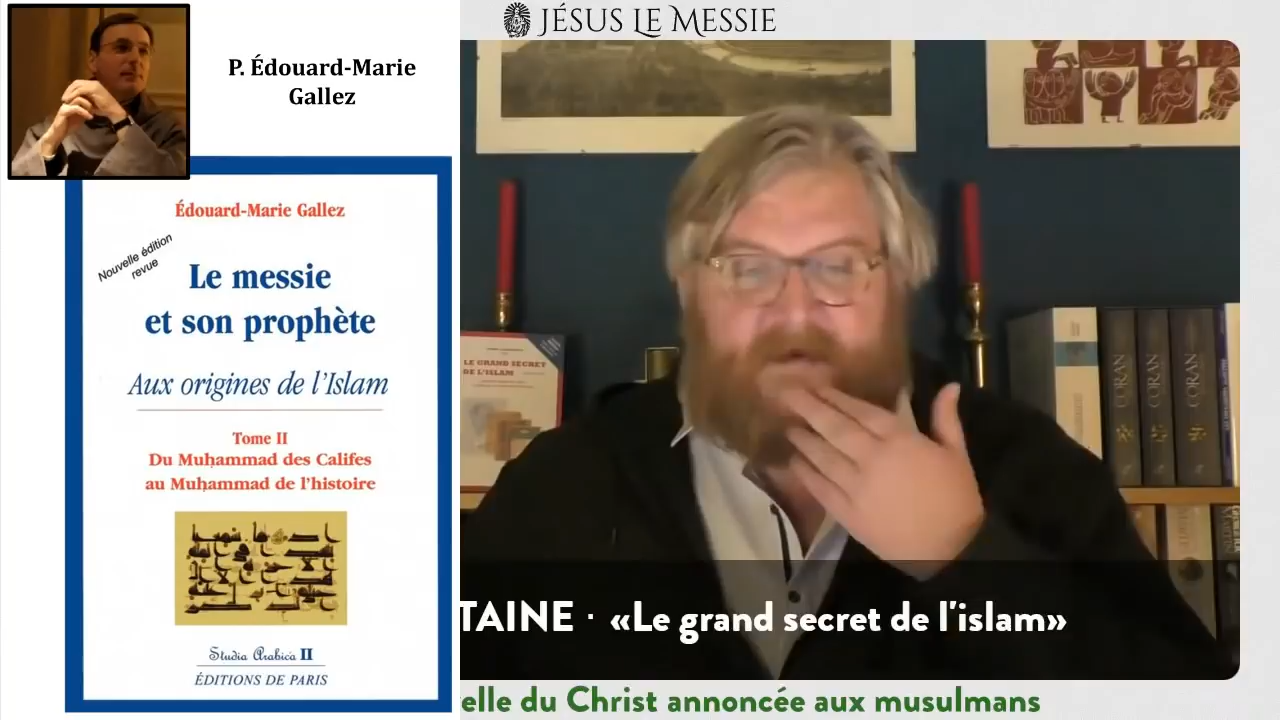 JÉSUS LE MESSIE
P. Édouard-Marie
Gallez
Édouard-Marie Gallez
Nouvelle édition
revue
Le messie
et son prophète
Aux origines de l'Islam
Tome II
Du Muḥammad des Califes
au Muḥammad de l'histoire
Studia Arabica II
ÉDITIONS DE PARIS
LE GRAND SECRET
DE L'ISLAM
CORAN
CORAN
CORAN
TAINE · «Le grand secret de l'islam»
elle du Christ annoncée aux musulmans